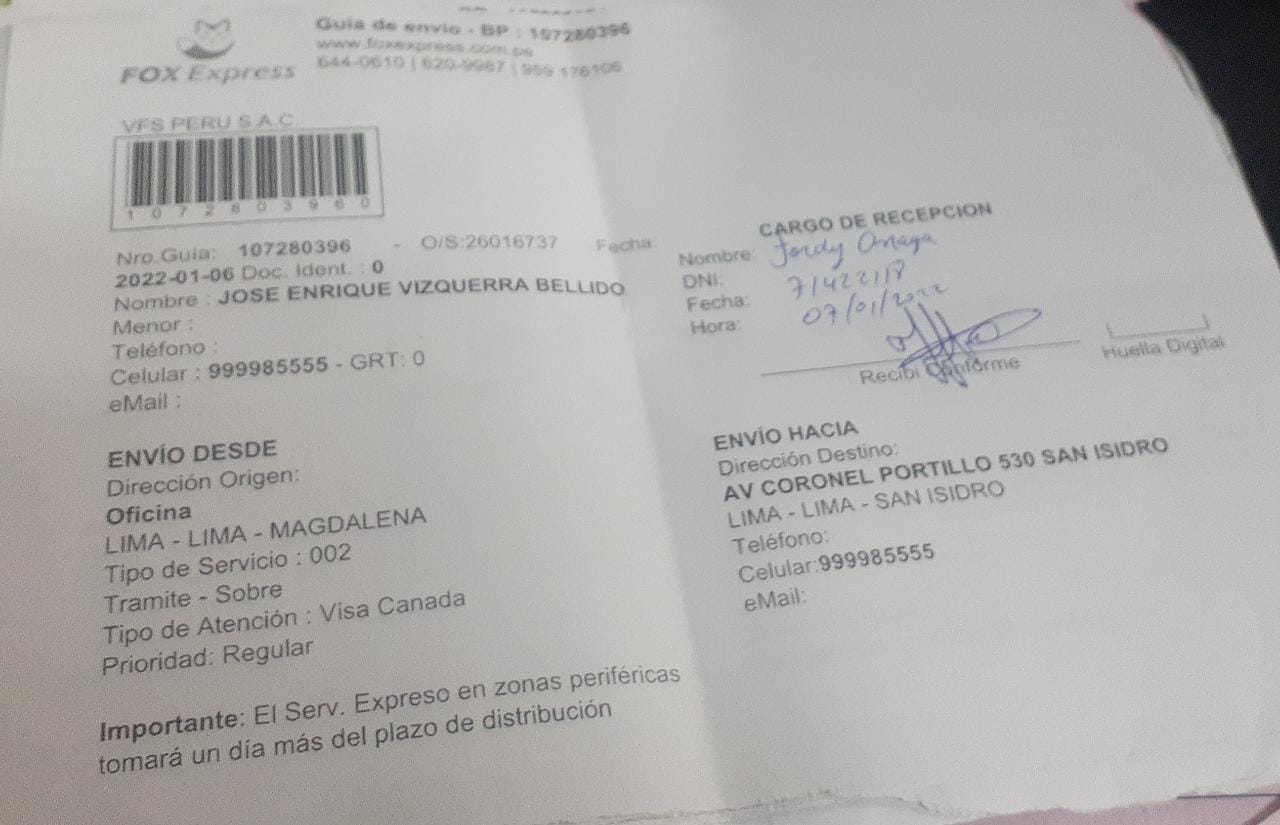 FOX Express
Guia de envio - BP : 107280396
www.foxexpress.com.pe
644-0610 | 620-9987 | 959 176106
VFS PERU S.A.C.
1 0 7 2 8 0 3 9 6 0
Nro.Guia: 107280396 - O/S:26016737 Fecha:
2022-01-06 Doc. Ident. : 0
Nombre : JOSE ENRIQUE VIZQUERRA BELLIDO
Menor :
Teléfono :
Celular : 999985555 - GRT: 0
eMail :
CARGO DE RECEPCION
Nombre: Jordy
DNI:
Fecha: 07/01/2022
Hora:
Recibi Conforme
Huella Digital
ENVÍO DESDE
Dirección Origen:
Oficina
LIMA - LIMA - MAGDALENA
Tipo de Servicio : 002
Tramite - Sobre
Tipo de Atención : Visa Canada
Prioridad: Regular
ENVÍO HACIA
Dirección Destino:
AV CORONEL PORTILLO 530 SAN ISIDRO
LIMA - LIMA - SAN ISIDRO
Teléfono:
Celular:999985555
eMail:
Importante: El Serv. Expreso en zonas periféricas
tomará un día más del plazo de distribución